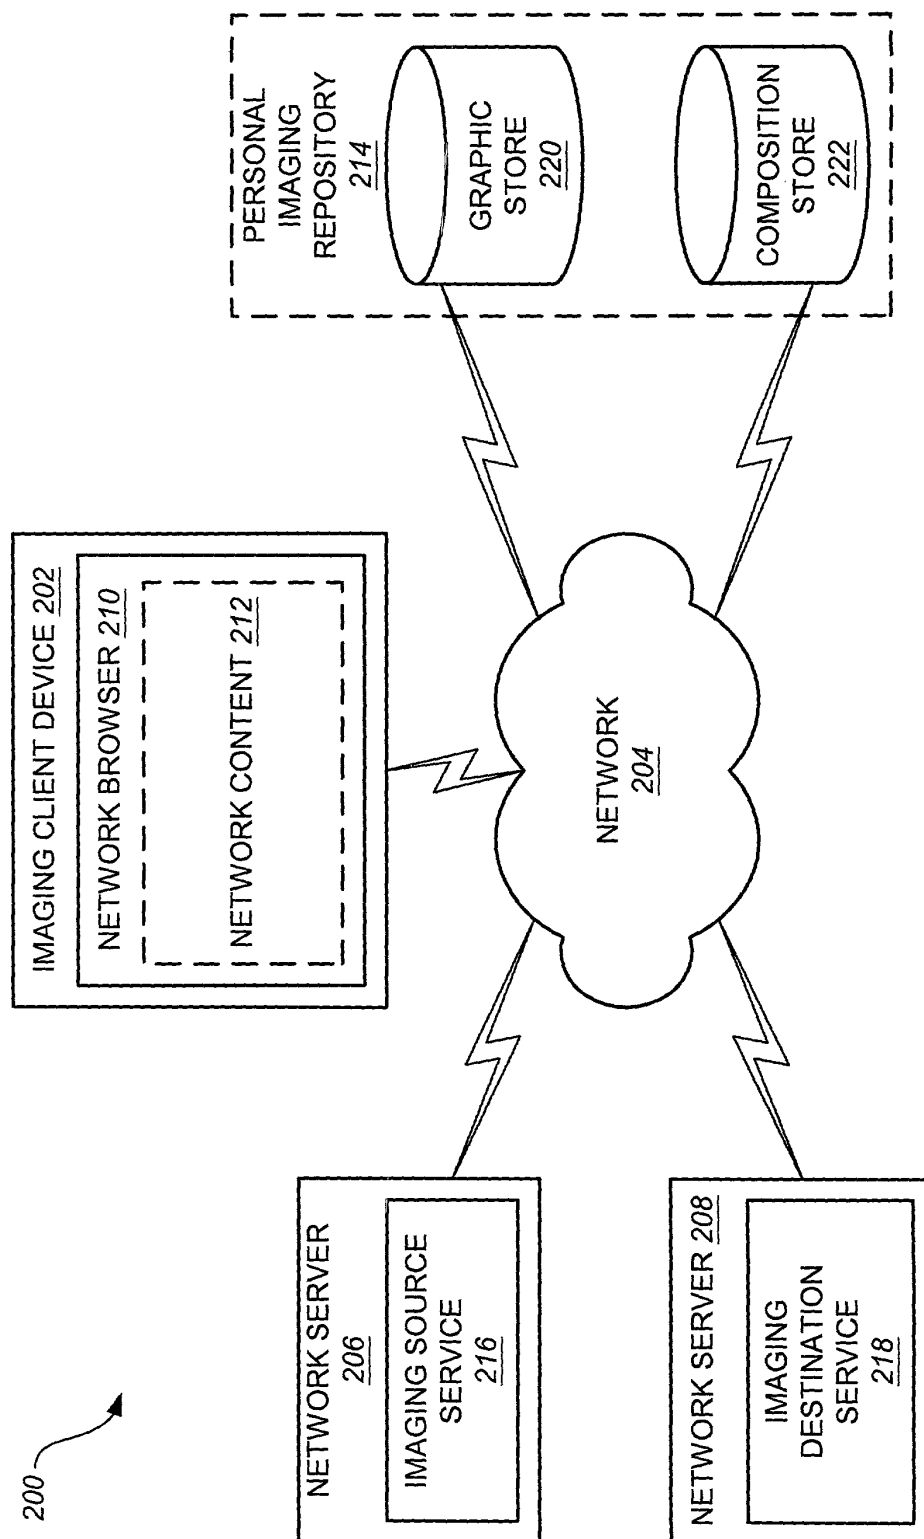 200
IMAGING CLIENT DEVICE 202
NETWORK BROWSER 210
NETWORK CONTENT 212
NETWORK SERVER
206
IMAGING SOURCE
SERVICE
216
NETWORK SERVER 208
IMAGING
DESTINATION
SERVICE
218
NETWORK
204
PERSONAL
IMAGING
REPOSITORY
214
GRAPHIC
STORE
220
COMPOSITION
STORE
222